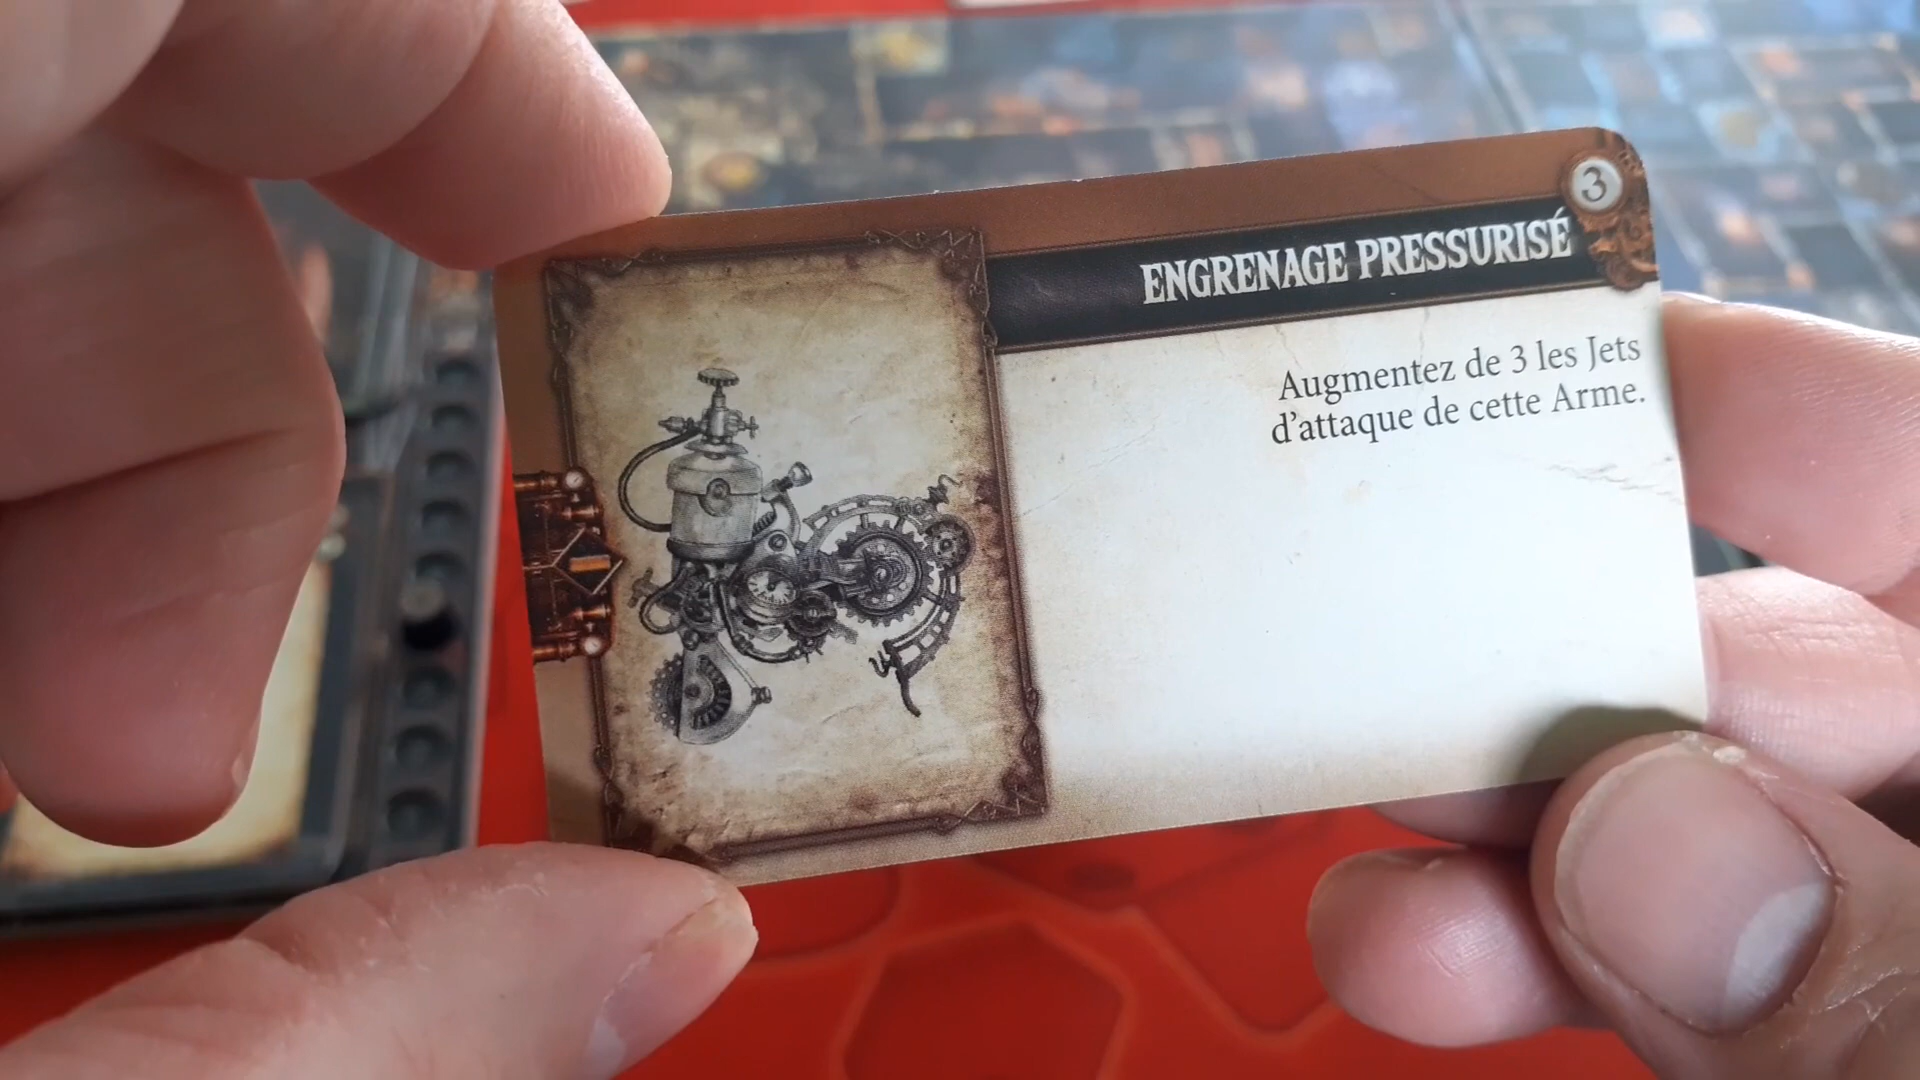 3
ENGRENAGE PRESSURISÉ
Augmentez de 3 les Jets
d'attaque de cette Arme.